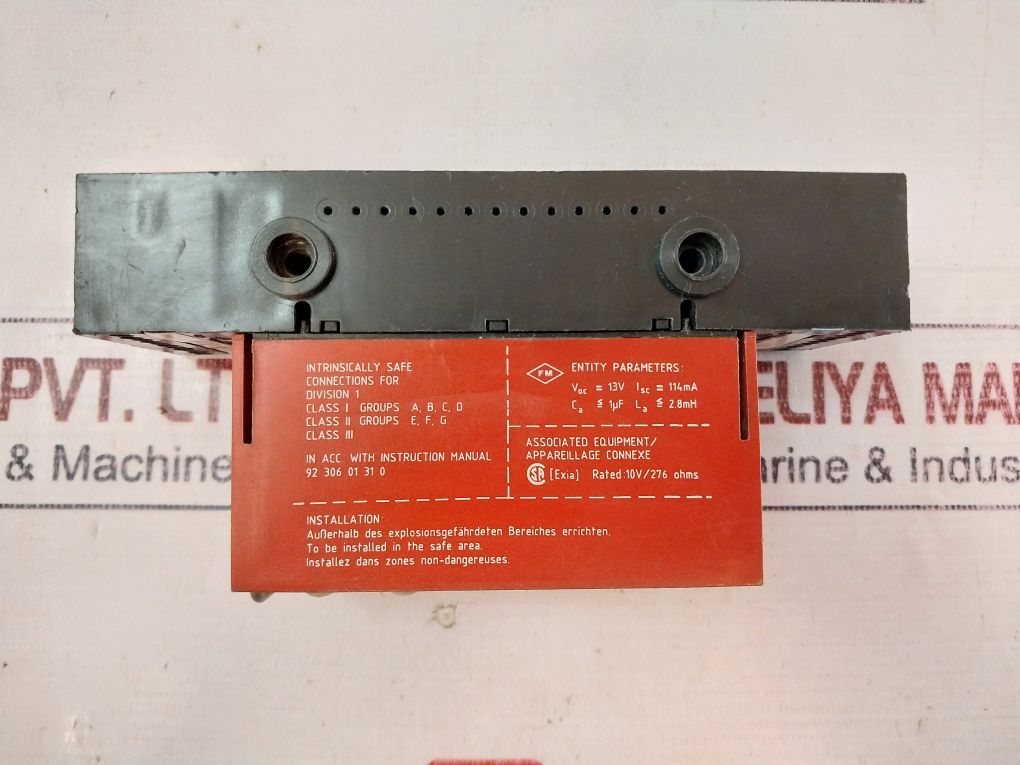 INTRINSICALLY SAFE
CONNECTIONS FOR
DIVISION 1
CLASS I GROUPS A, B, C, D
CLASS II GROUPS E, F, G
CLASS III
IN ACC. WITH INSTRUCTION MANUAL
92 306 01 31 0
FM ENTITY PARAMETERS:
Voc = 13V Isc = 114mA
Ca ≦ 1µF La ≦ 2.8mH
ASSOCIATED EQUIPMENT/
APPAREILLAGE CONNEXE
[Exia] Rated:10V/276 ohms
INSTALLATION:
Außerhalb des explosionsgefährdeten Bereiches errichten.
To be installed in the safe area.
Installez dans zones non-dangereuses.
PVT. LT
& Machine
ELIYA MAR
arine & Indus